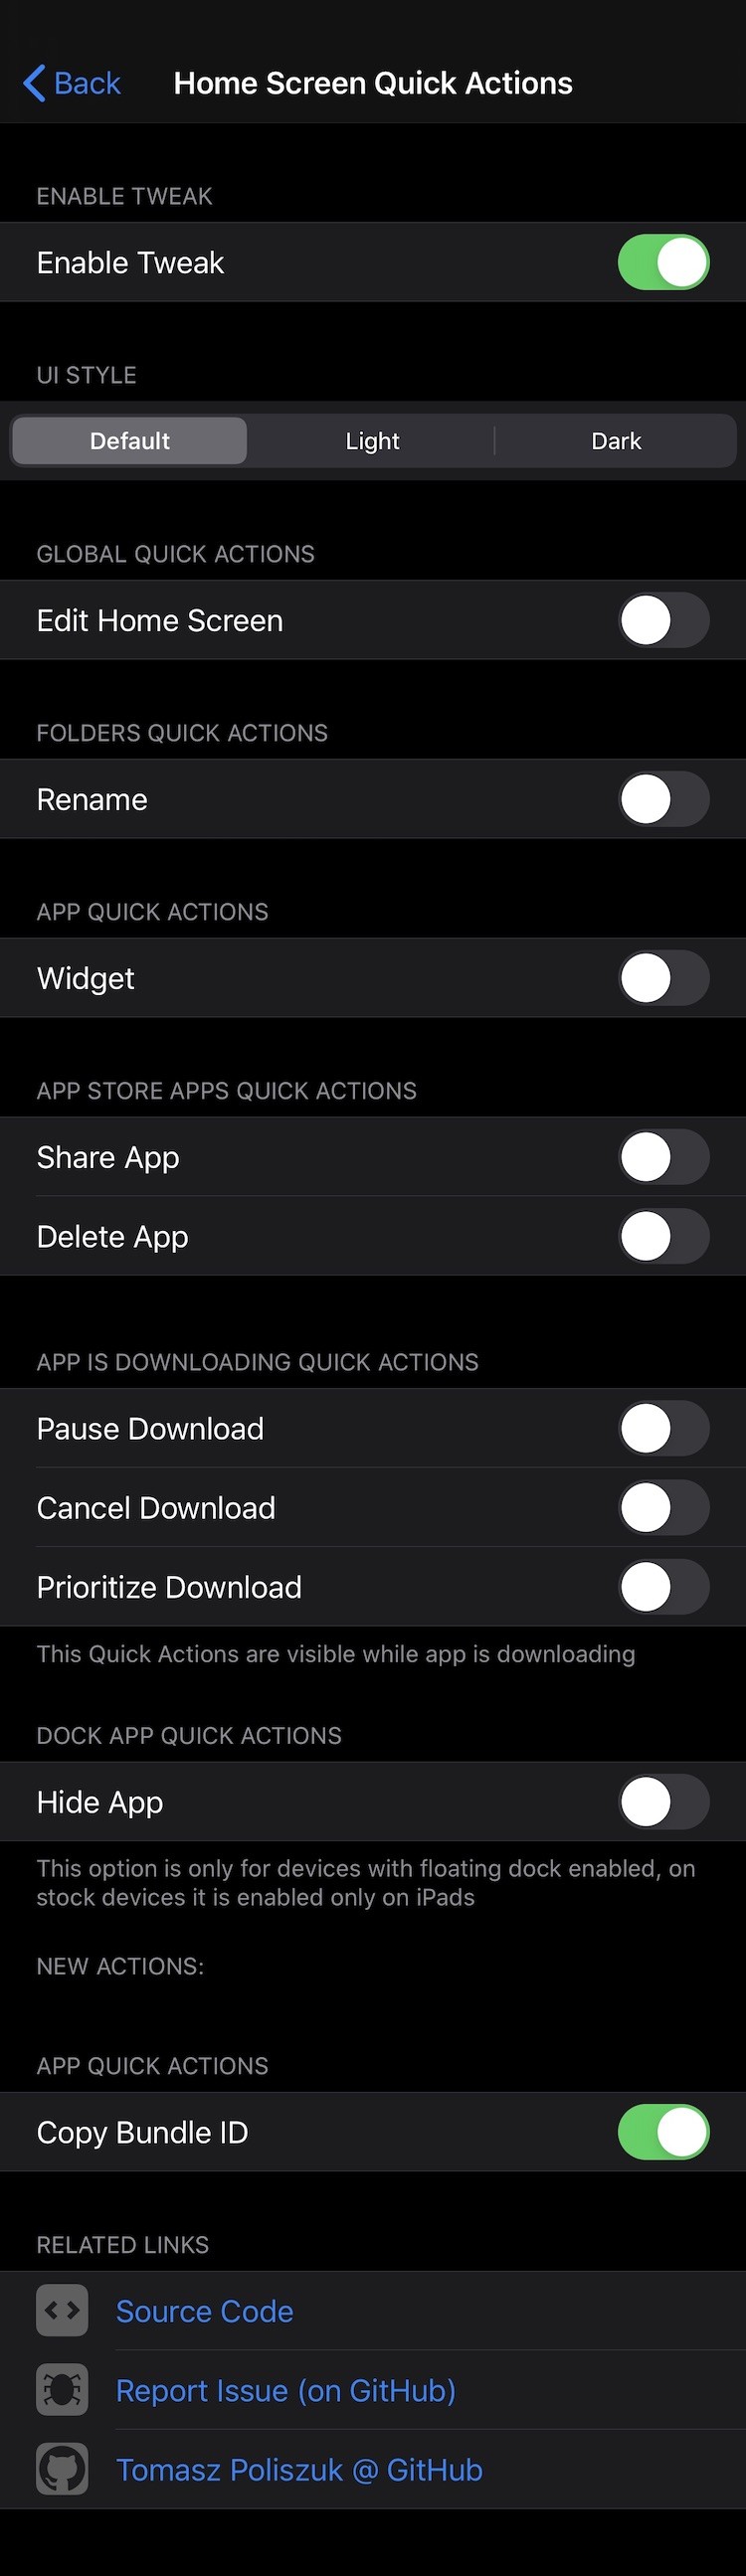 Back
Home Screen Quick Actions
ENABLE TWEAK
Enable Tweak
UI STYLE
Default
Light
Dark
GLOBAL QUICK ACTIONS
Edit Home Screen
FOLDERS QUICK ACTIONS
Rename
APP QUICK ACTIONS
Widget
APP STORE APPS QUICK ACTIONS
Share App
Delete App
APP IS DOWNLOADING QUICK ACTIONS
Pause Download
Cancel Download
Prioritize Download
This Quick Actions are visible while app is downloading
DOCK APP QUICK ACTIONS
Hide App
This option is only for devices with floating dock enabled, on
stock devices it is enabled only on iPads
NEW ACTIONS:
APP QUICK ACTIONS
Copy Bundle ID
RELATED LINKS
Source Code
Report Issue (on GitHub)
Tomasz Poliszuk @ GitHub